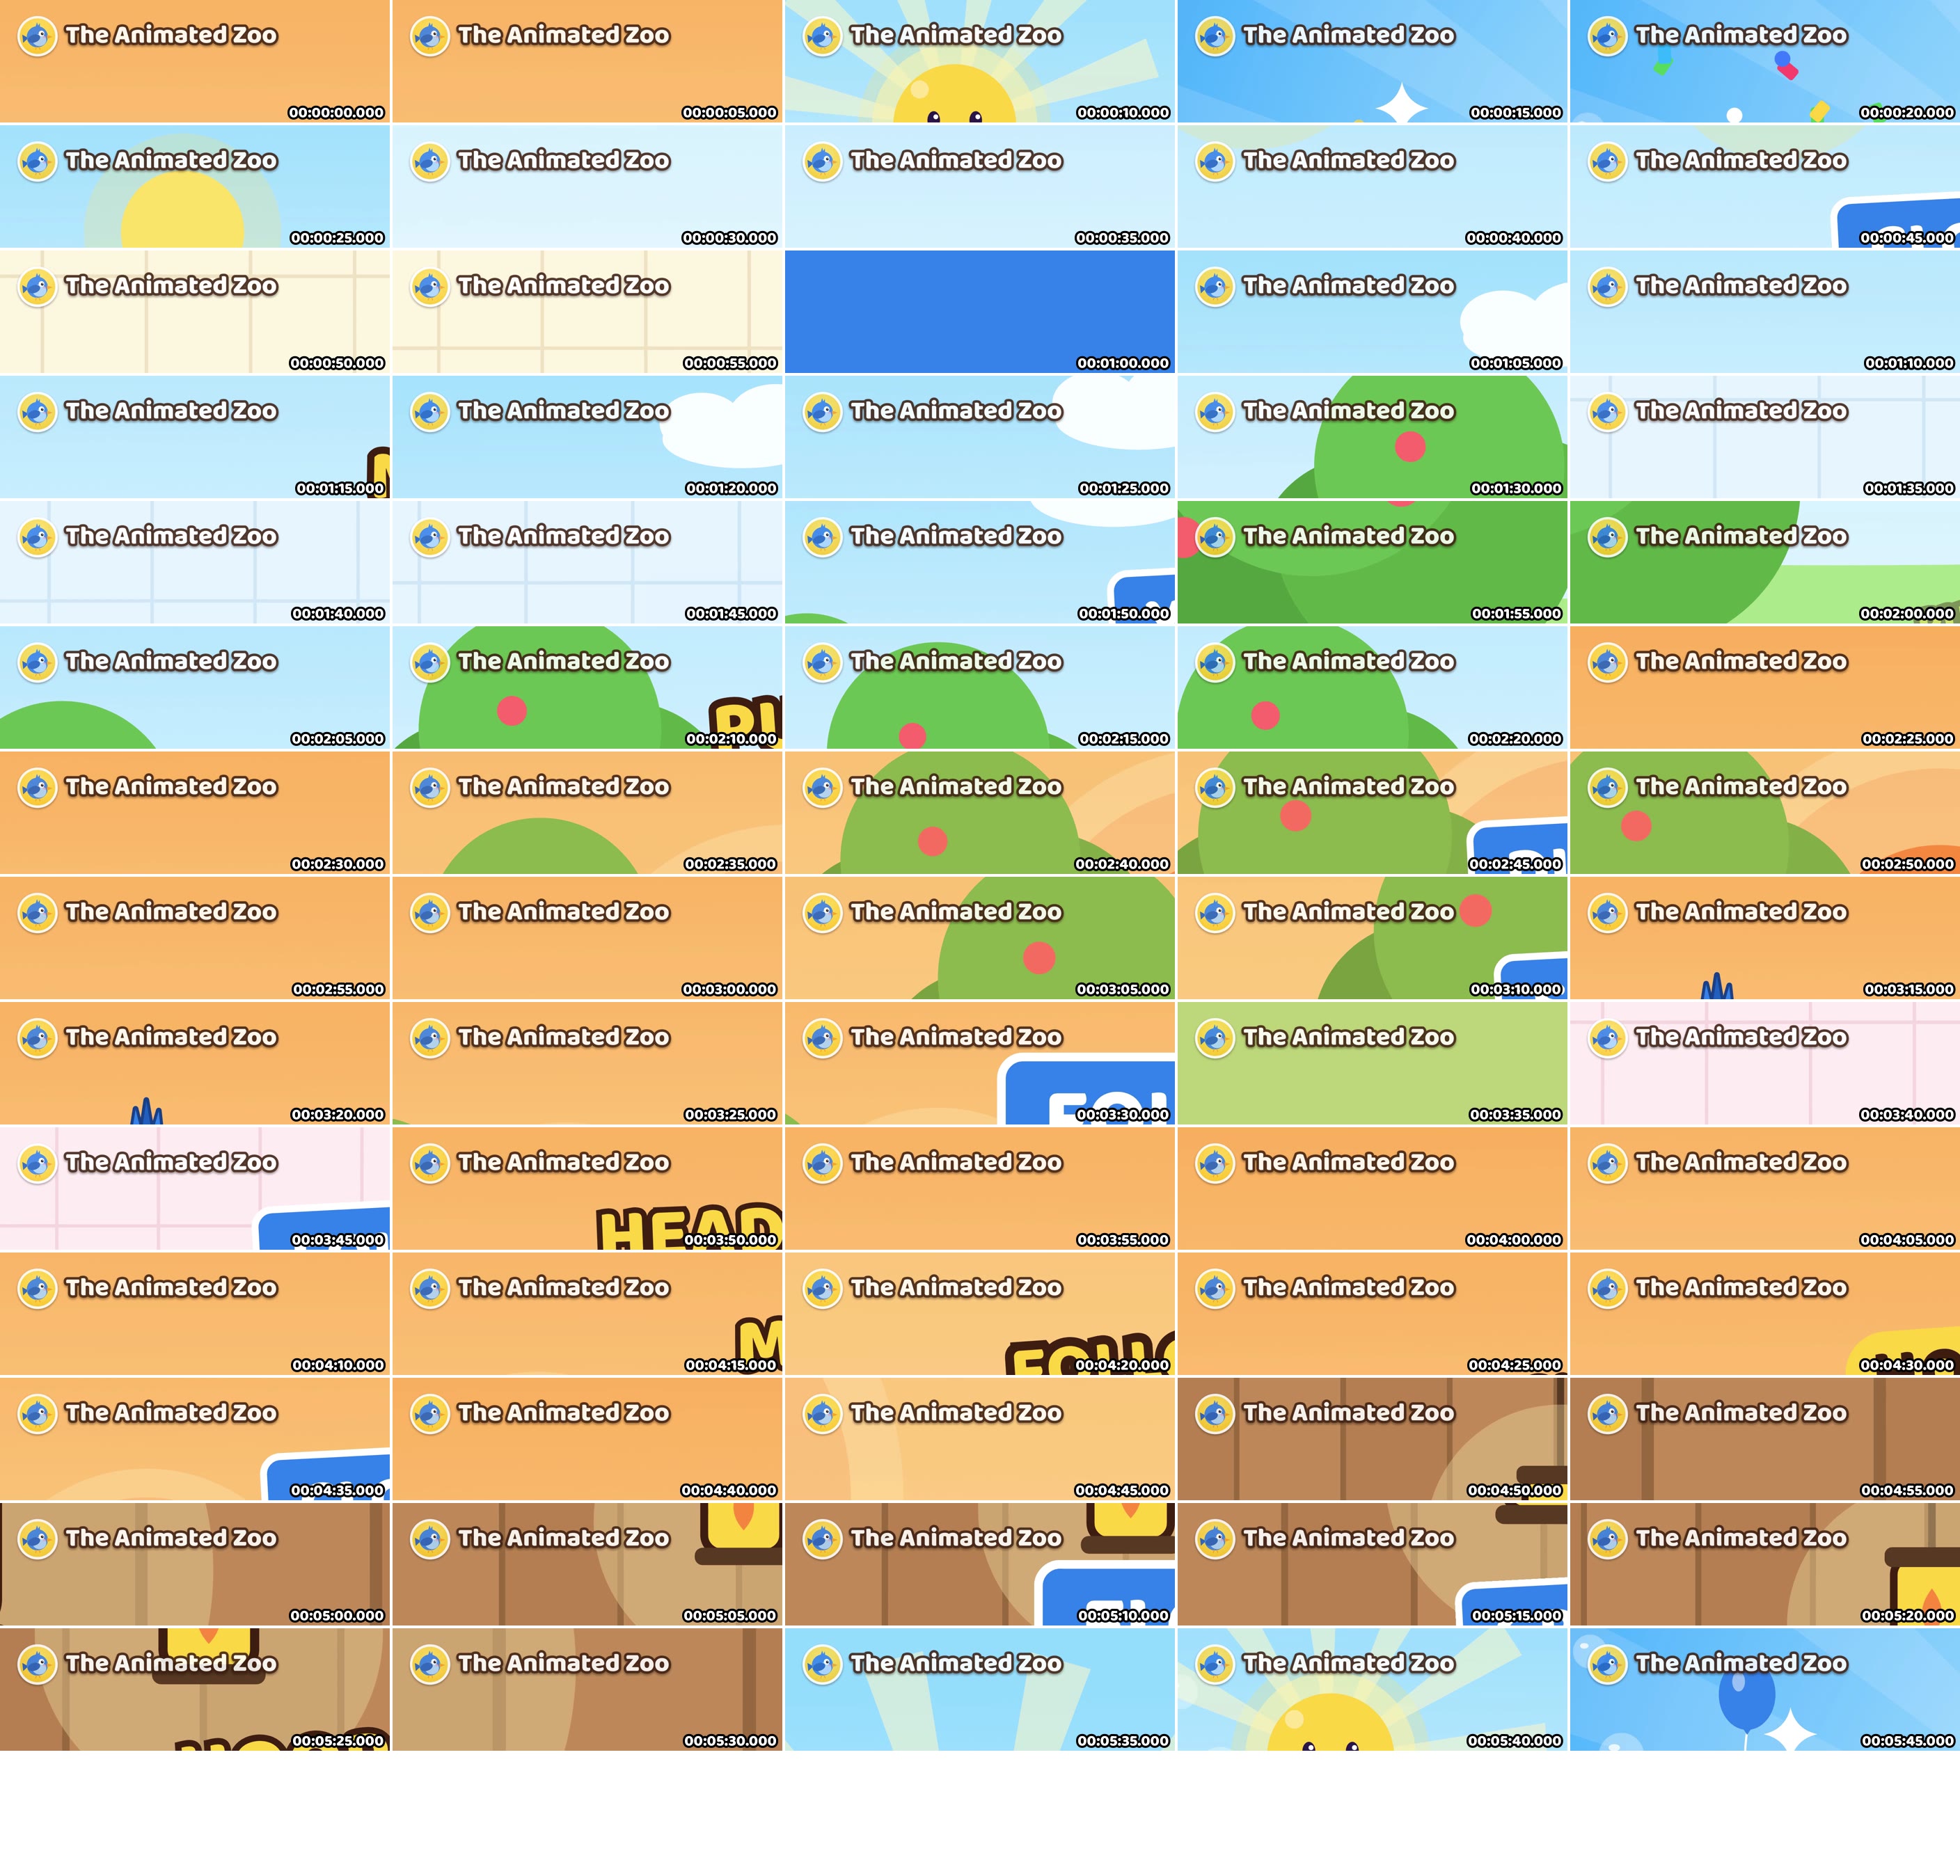 The Animated Zoo The Animated Zoo The Animated Zoo The Animated Zoo The Animated Zoo
00:00:00.000 00:00:05.000 00:00:10.000 00:00:15.000 00:00:20.000
The Animated Zoo The Animated Zoo The Animated Zoo The Animated Zoo The Animated Zoo
00:00:25.000 00:00:30.000 00:00:35.000 00:00:40.000 00:00:45.000
The Animated Zoo The Animated Zoo The Animated Zoo The Animated Zoo
00:00:50.000 00:00:55.000 00:01:00.000 00:01:05.000 00:01:10.000
The Animated Zoo The Animated Zoo The Animated Zoo The Animated Zoo The Animated Zoo
00:01:15.000 00:01:20.000 00:01:25.000 00:01:30.000 00:01:35.000
The Animated Zoo The Animated Zoo The Animated Zoo The Animated Zoo The Animated Zoo
00:01:40.000 00:01:45.000 00:01:50.000 00:01:55.000 00:02:00.000
The Animated Zoo The Animated Zoo The Animated Zoo The Animated Zoo The Animated Zoo
00:02:05.000 00:02:10.000 00:02:15.000 00:02:20.000 00:02:25.000
The Animated Zoo The Animated Zoo The Animated Zoo The Animated Zoo The Animated Zoo
00:02:30.000 00:02:35.000 00:02:40.000 00:02:45.000 00:02:50.000
The Animated Zoo The Animated Zoo The Animated Zoo The Animated Zoo The Animated Zoo
00:02:55.000 00:03:00.000 00:03:05.000 00:03:10.000 00:03:15.000
The Animated Zoo The Animated Zoo The Animated Zoo The Animated Zoo The Animated Zoo
00:03:20.000 00:03:25.000 00:03:30.000 00:03:35.000 00:03:40.000
The Animated Zoo The Animated Zoo The Animated Zoo The Animated Zoo The Animated Zoo
HEAD
00:03:45.000 00:03:50.000 00:03:55.000 00:04:00.000 00:04:05.000
The Animated Zoo The Animated Zoo The Animated Zoo The Animated Zoo The Animated Zoo
00:04:10.000 00:04:15.000 00:04:20.000 00:04:25.000 00:04:30.000
The Animated Zoo The Animated Zoo The Animated Zoo The Animated Zoo The Animated Zoo
00:04:35.000 00:04:40.000 00:04:45.000 00:04:50.000 00:04:55.000
The Animated Zoo The Animated Zoo The Animated Zoo The Animated Zoo The Animated Zoo
00:05:00.000 00:05:05.000 00:05:10.000 00:05:15.000 00:05:20.000
The Animated Zoo The Animated Zoo The Animated Zoo The Animated Zoo The Animated Zoo
00:05:25.000 00:05:30.000 00:05:35.000 00:05:40.000 00:05:45.000